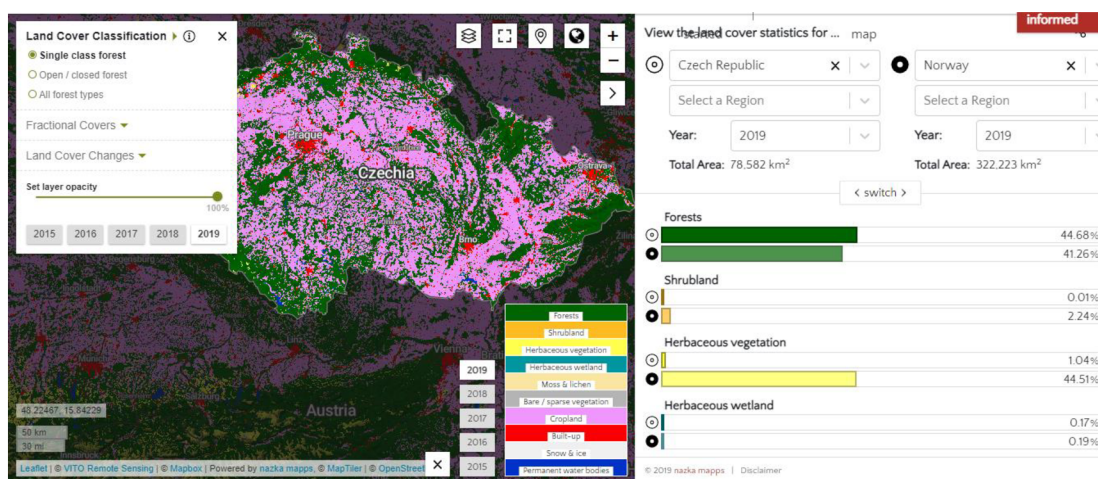 Land Cover Classification
Single class forest
Open / closed forest
All forest types
Fractional Covers
Land Cover Changes
Set layer opacity
100%
2015 2016 2017 2018 2019
Prague
Czechia
Ostrava
Brno
Linz
Vienna
Munich
Salzburg
Austria
Innsbruck
48.22467, 15.84229
50 km
30 mi
Leaflet | © VITO Remote Sensing | © Mapbox | Powered by nazka mapps, © MapTiler | © OpenStreet
2019
2018
2017
2016
2015
Forests
Shrubland
Herbaceous vegetation
Herbaceous wetland
Moss & lichen
Bare / sparse vegetation
Cropland
Built-up
Snow & ice
Permanent water bodies
informed
View the land cover statistics for ...
started
map
Czech Republic
Norway
Select a Region
Select a Region
Year: 2019
Year: 2019
Total Area: 78,582 km²
Total Area: 322,223 km²
< switch >
Forests
44.68%
41.26%
Shrubland
0.01%
2.24%
Herbaceous vegetation
1.04%
44.51%
Herbaceous wetland
0.17%
0.19%
© 2019 nazka mapps | Disclaimer